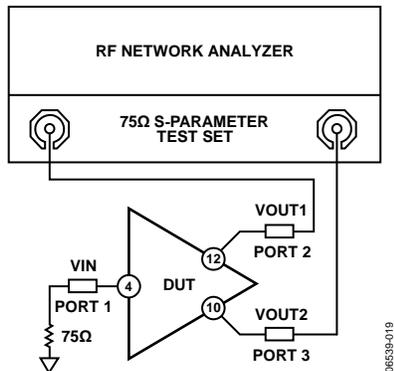 RF NETWORK ANALYZER
75Ω S-PARAMETER
TEST SET
VOUT1
12
PORT 2
VIN
4
DUT
PORT 1
10
VOUT2
75Ω
PORT 3
06539-019